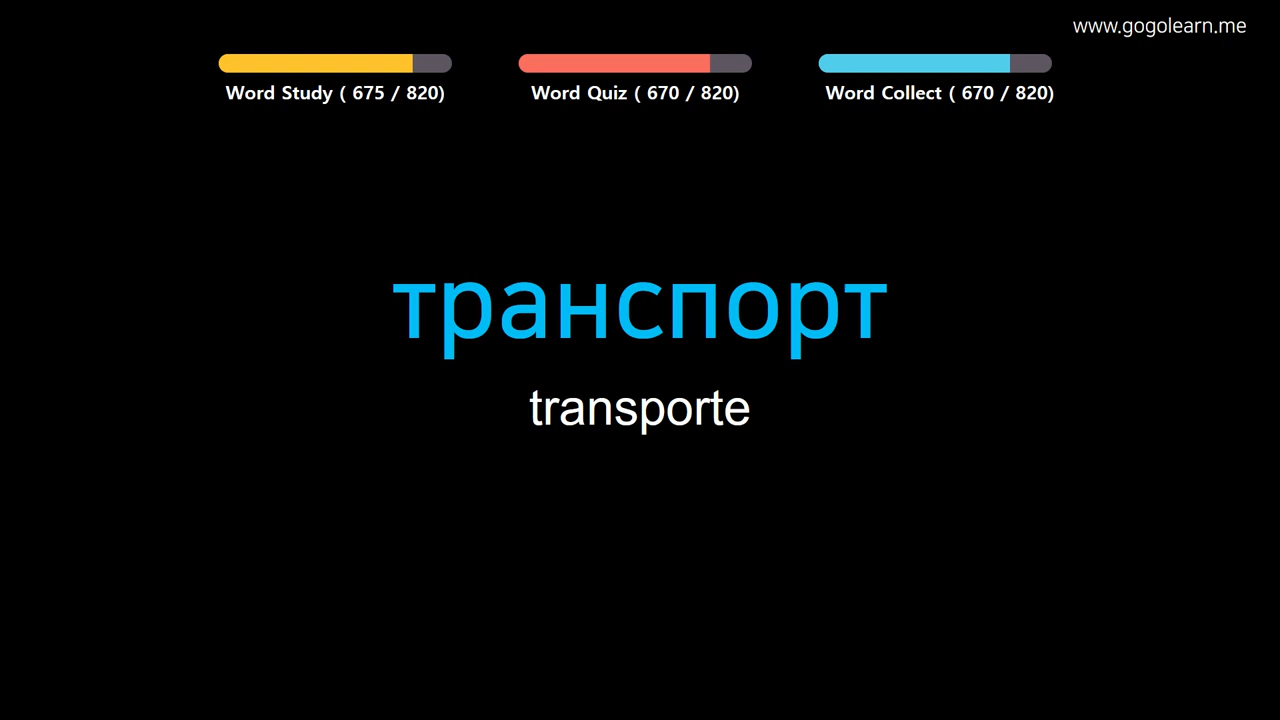 www.gogolearn.me
Word Study ( 675 / 820)
Word Quiz ( 670 / 820)
Word Collect ( 670 / 820)
транспорт
transporte